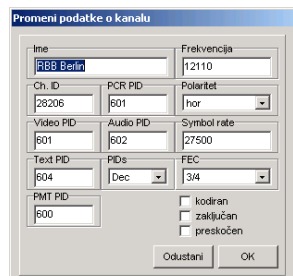 Promeni podatke o kanalu
Ime
Frekvencija
RBB Berlin
12110
Ch. ID
PCR PID
Polaritet
28206
601
hor
Video PID
Audio PID
Symbol rate
601
602
27500
Text PID
PIDs
FEC
604
Dec
3/4
PMT PID
600
kodiran
zaključan
preskočen
Odustani
OK